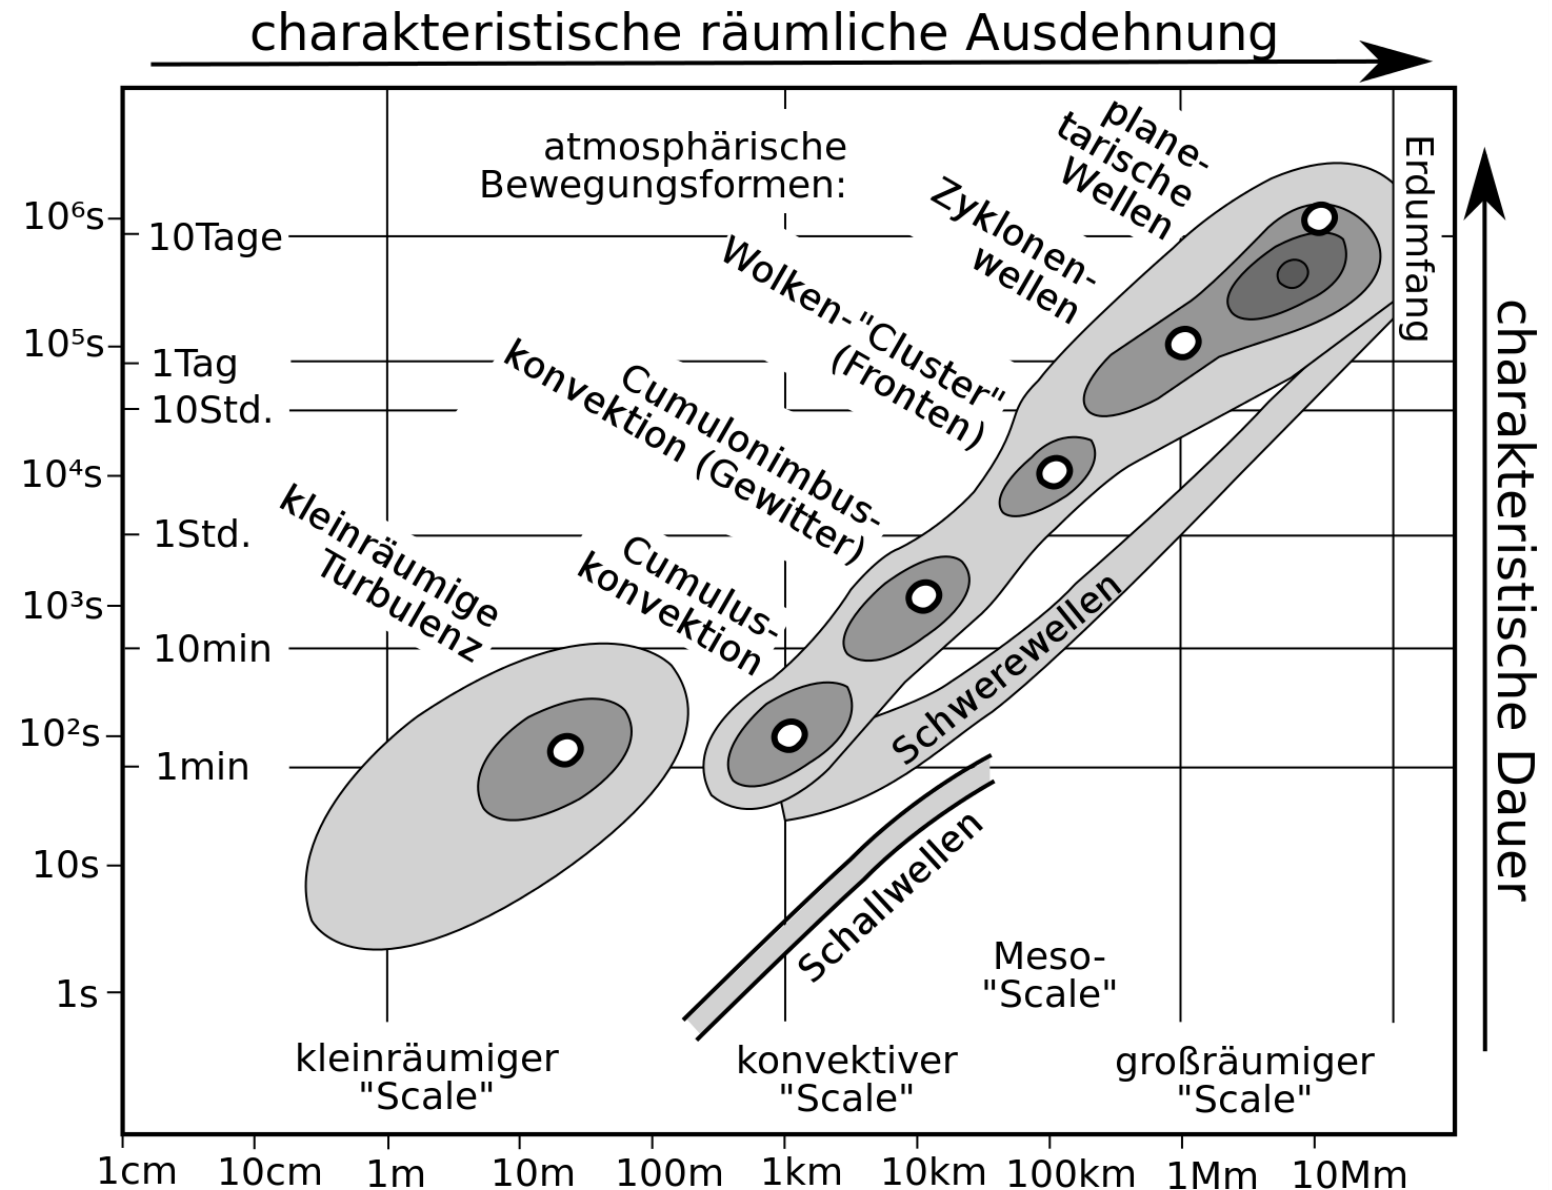 charakteristische räumliche Ausdehnung
atmosphärische
Bewegungsformen:
plane-
tarische
Wellen
Zyklonen-
wellen
Wolken-"Cluster"
(Fronten)
Cumulonimbus-
konvektion (Gewitter)
Cumulus-
konvektion
kleinräumige
Turbulenz
Erdumfang
charakteristische Dauer
10⁶s
10Tage
10⁵s
1Tag
10Std.
10⁴s
1Std.
10³s
10min
10²s
1min
10s
1s
Schwerewellen
Schallwellen
Meso-
"Scale"
kleinräumiger
"Scale"
konvektiver
"Scale"
großräumiger
"Scale"
1cm 10cm 1m 10m 100m 1km 10km 100km 1Mm 10Mm